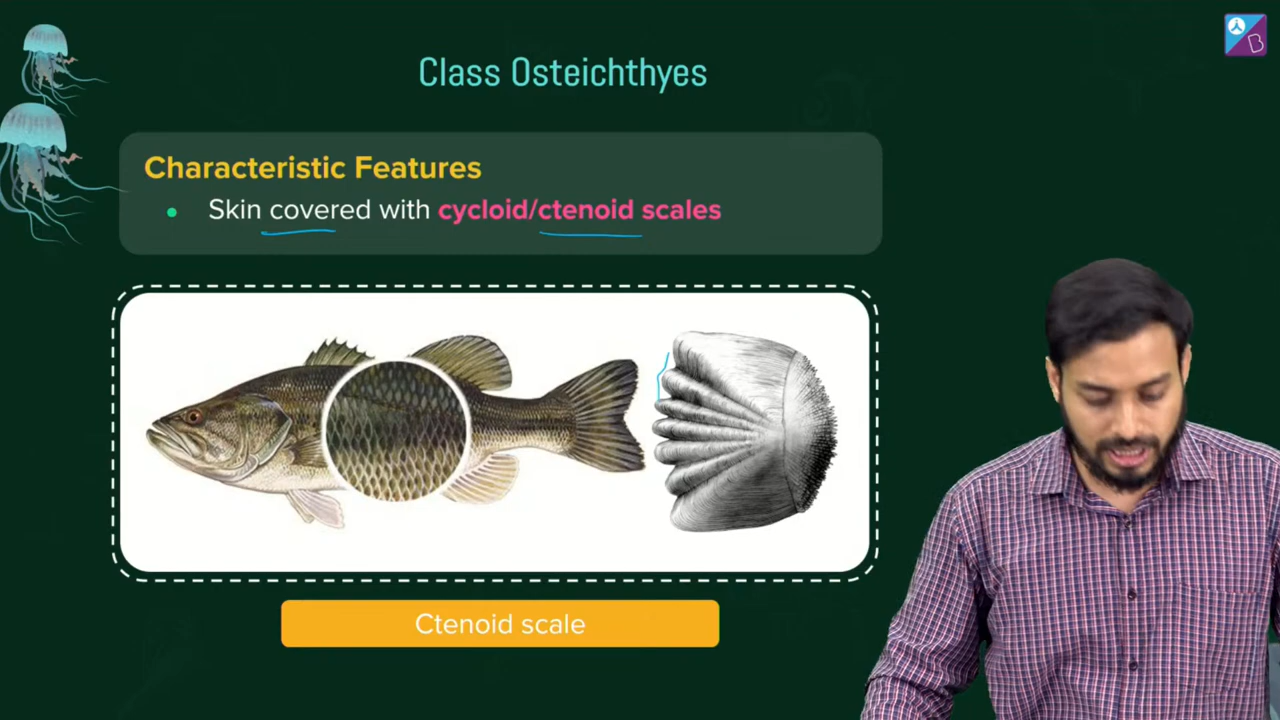 Class Osteichthyes
Characteristic Features
Skin covered with cycloid/ctenoid scales
Ctenoid scale
B